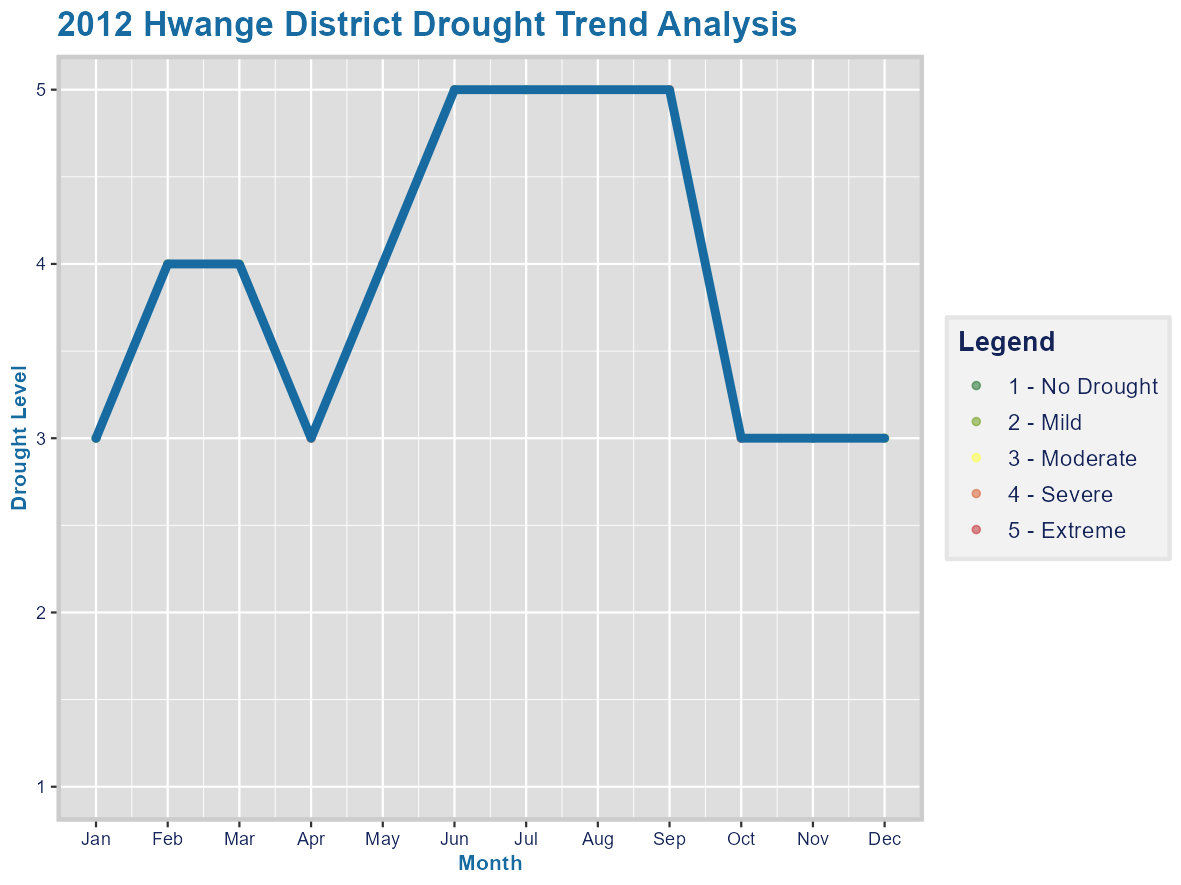 2012 Hwange District Drought Trend Analysis
Drought Level
5
4
3
2
1
Jan Feb Mar Apr May Jun Jul Aug Sep Oct Nov Dec
Month
Legend
1 - No Drought
2 - Mild
3 - Moderate
4 - Severe
5 - Extreme